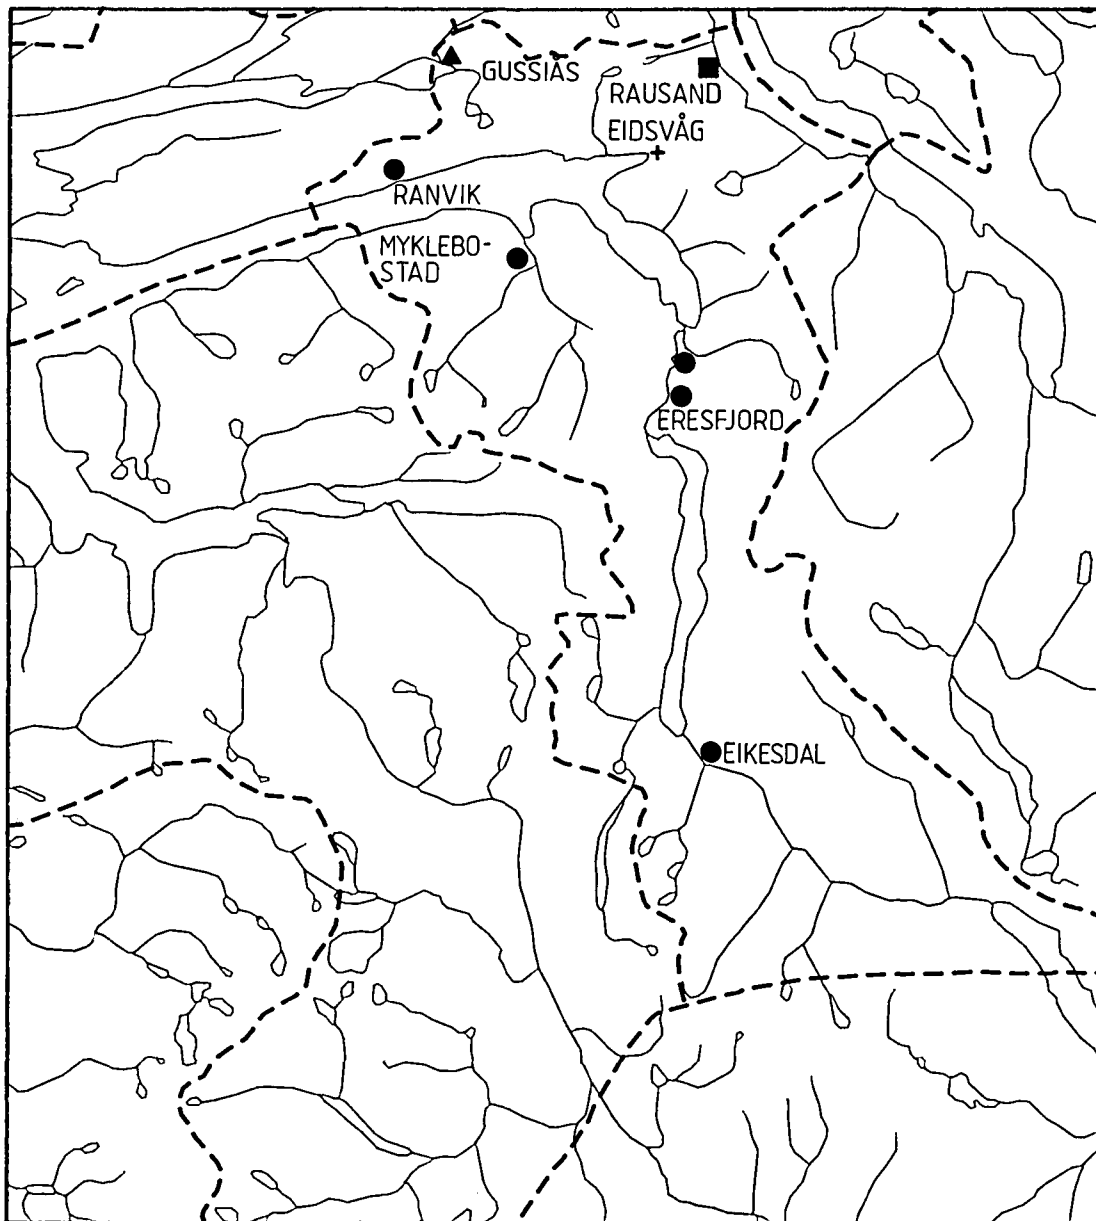 GUSSIÅS
RAUSAND
EIDSVÅG
RANVIK
MYKLEBO-
STAD
ERESFJORD
EIKESDAL